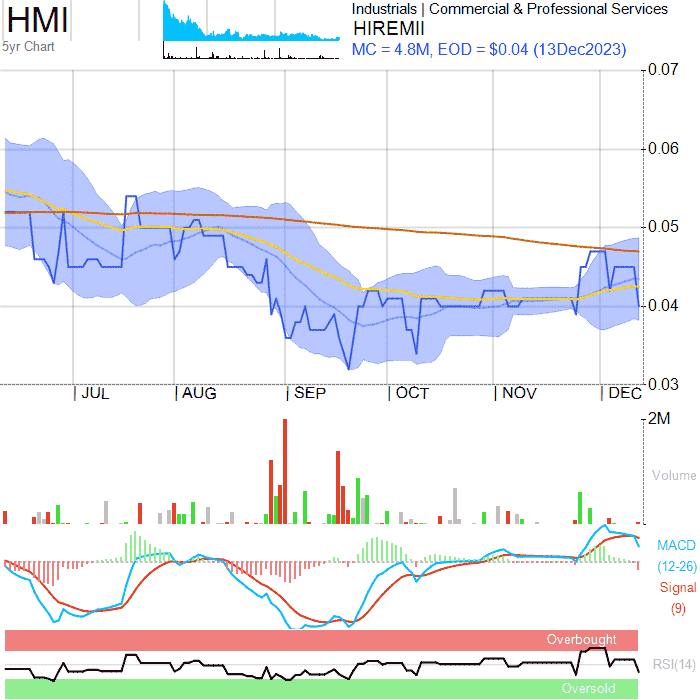 HMI
5yr Chart
Industrials | Commercial & Professional Services
HIREMII
MC = 4.8M, EOD = $0.04 (13Dec2023)
0.07
0.06
0.05
0.04
0.03
JUL AUG SEP OCT NOV DEC
2M
Volume
MACD
(12-26)
Signal
(9)
Overbought
RSI(14)
Oversold